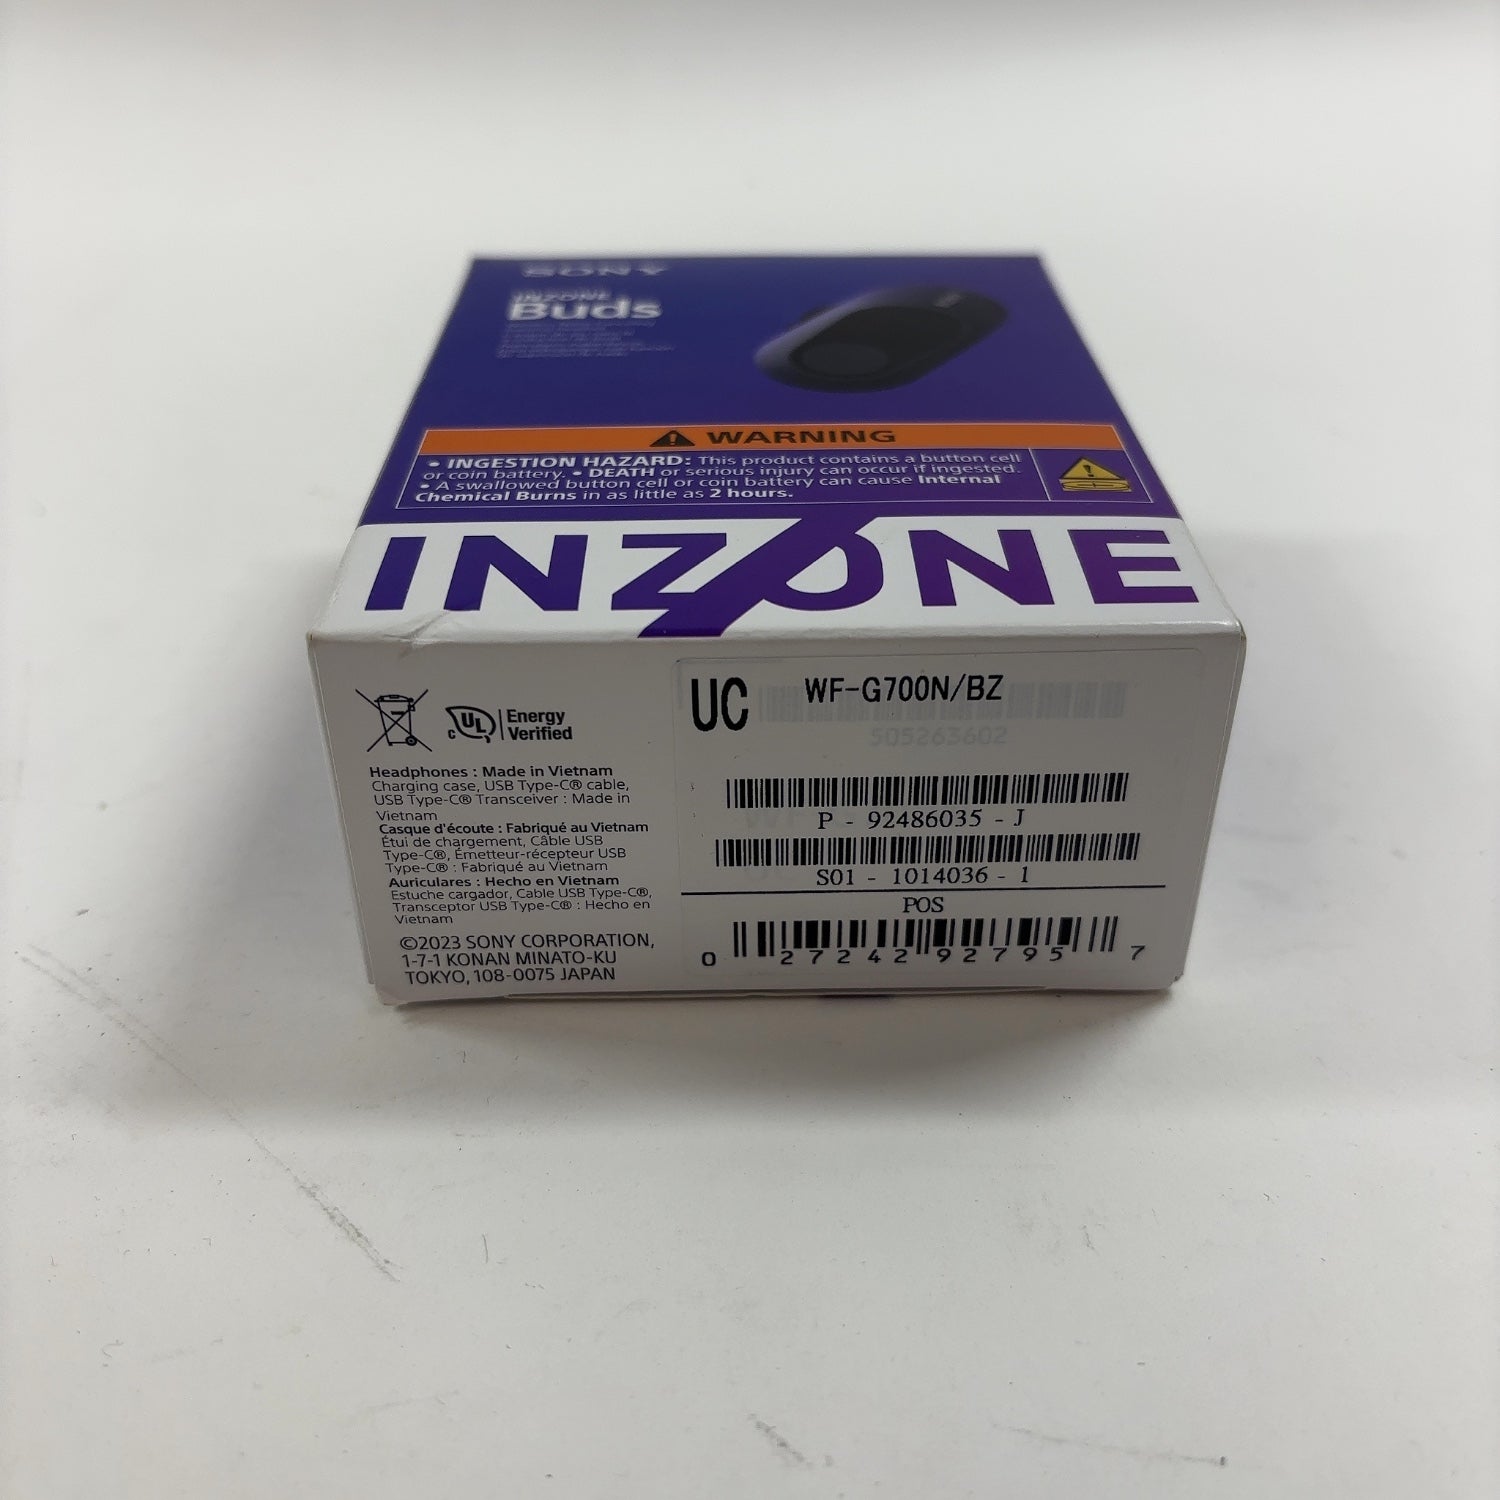 SONY
INZONE
Buds
WARNING
• INGESTION HAZARD: This product contains a button cell
or coin battery. • DEATH or serious injury can occur if ingested.
• A swallowed button cell or coin battery can cause Internal
Chemical Burns in as little as 2 hours.
INZONE
c UL Energy
Verified
Headphones : Made in Vietnam
Charging case, USB Type-C® cable,
USB Type-C® Transceiver : Made in
Vietnam
Casque d'écoute : Fabriqué au Vietnam
Étui de chargement, Câble USB
Type-C®, Émetteur-récepteur USB
Type-C® : Fabriqué au Vietnam
Auriculares : Hecho en Vietnam
Estuche cargador, Cable USB Type-C®,
Transceptor USB Type-C® : Hecho en
Vietnam
©2023 SONY CORPORATION,
1-7-1 KONAN MINATO-KU
TOKYO, 108-0075 JAPAN
UC WF-G700N/BZ
505263602
P - 92486035 - J
S01 - 1014036 - 1
POS
0 27242 92795 7